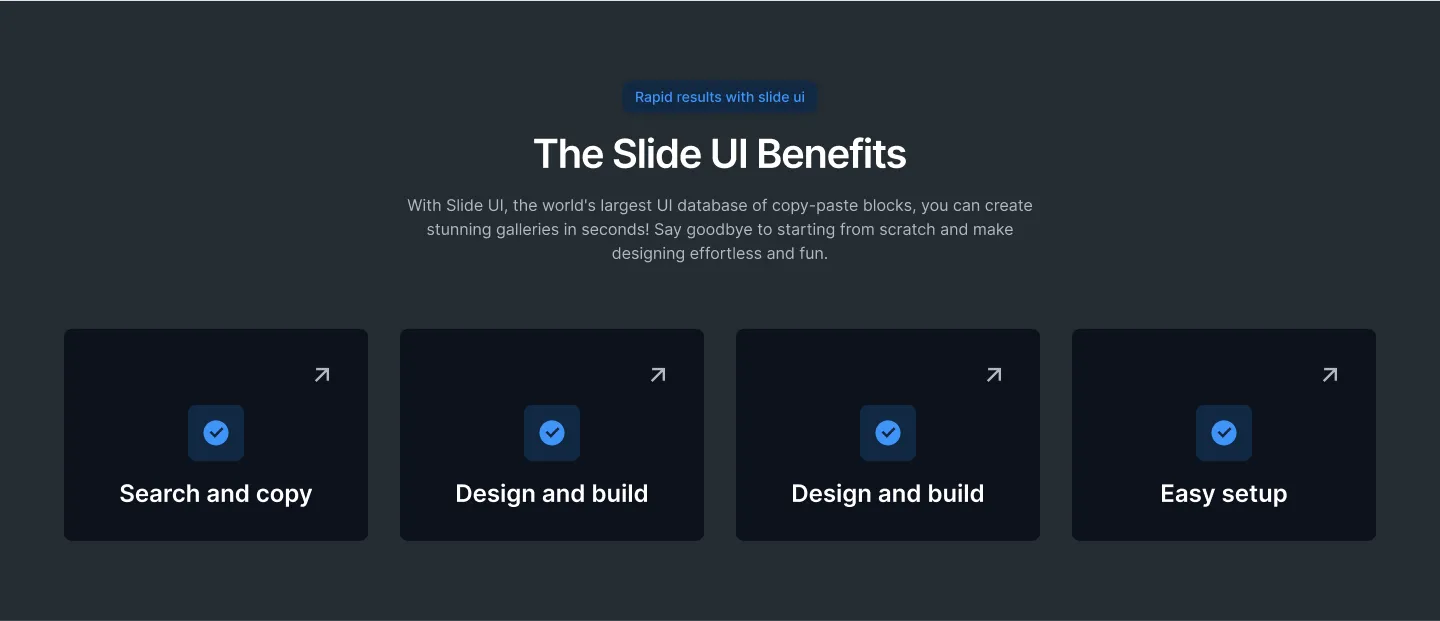 Rapid results with slide ui
The Slide UI Benefits
With Slide UI, the world's largest UI database of copy-paste blocks, you can create
stunning galleries in seconds! Say goodbye to starting from scratch and make
designing effortless and fun.
Search and copy
Design and build
Design and build
Easy setup